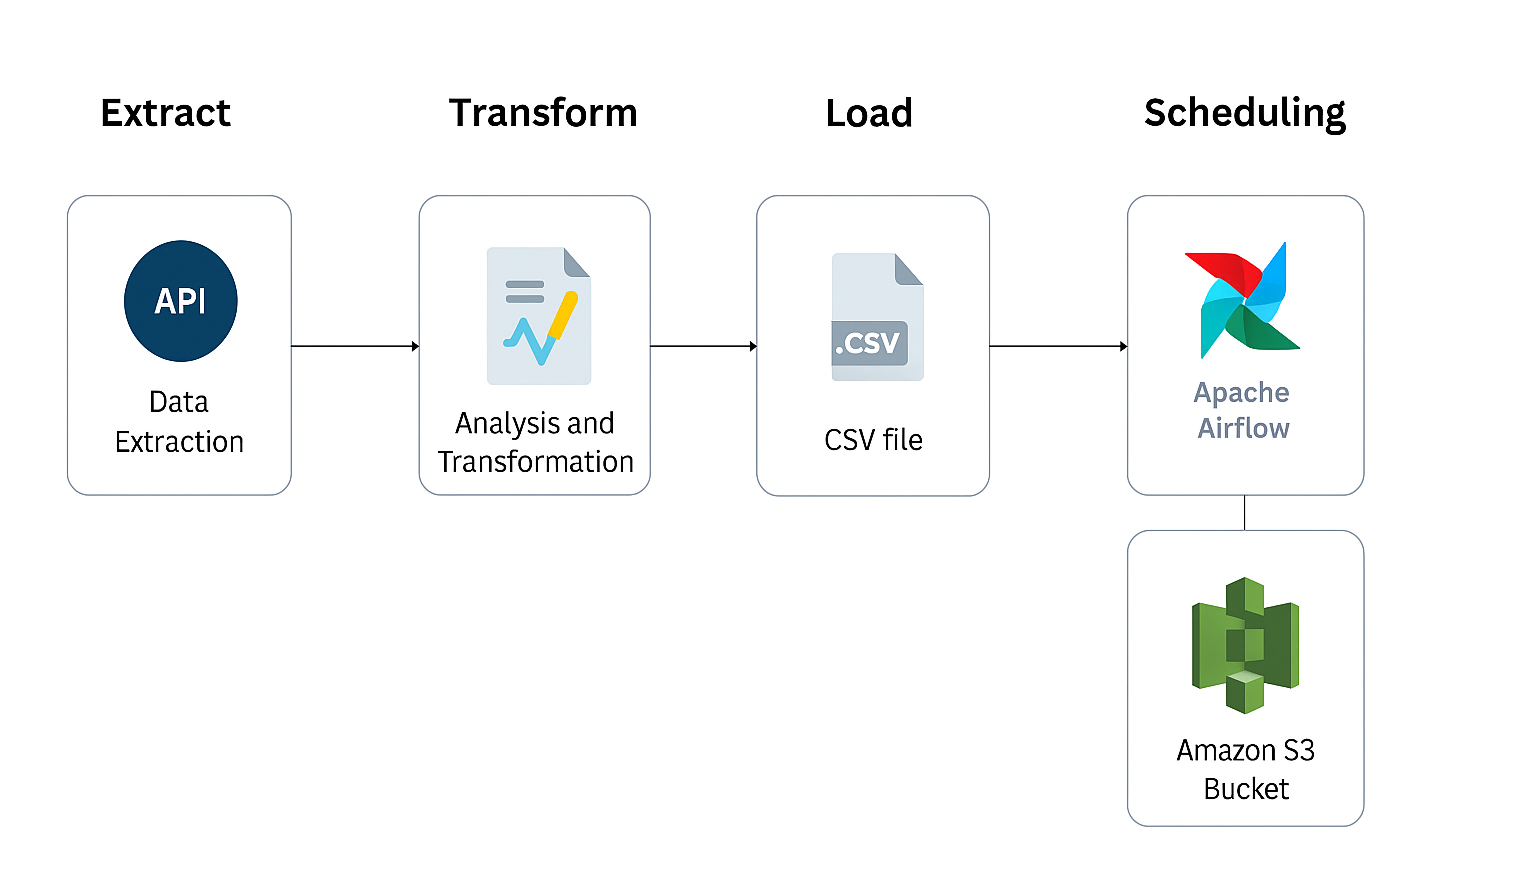 Extract
Transform
Load
Scheduling
API
Data
Extraction
Analysis and
Transformation
.CSV
CSV file
Apache
Airflow
Amazon S3
Bucket